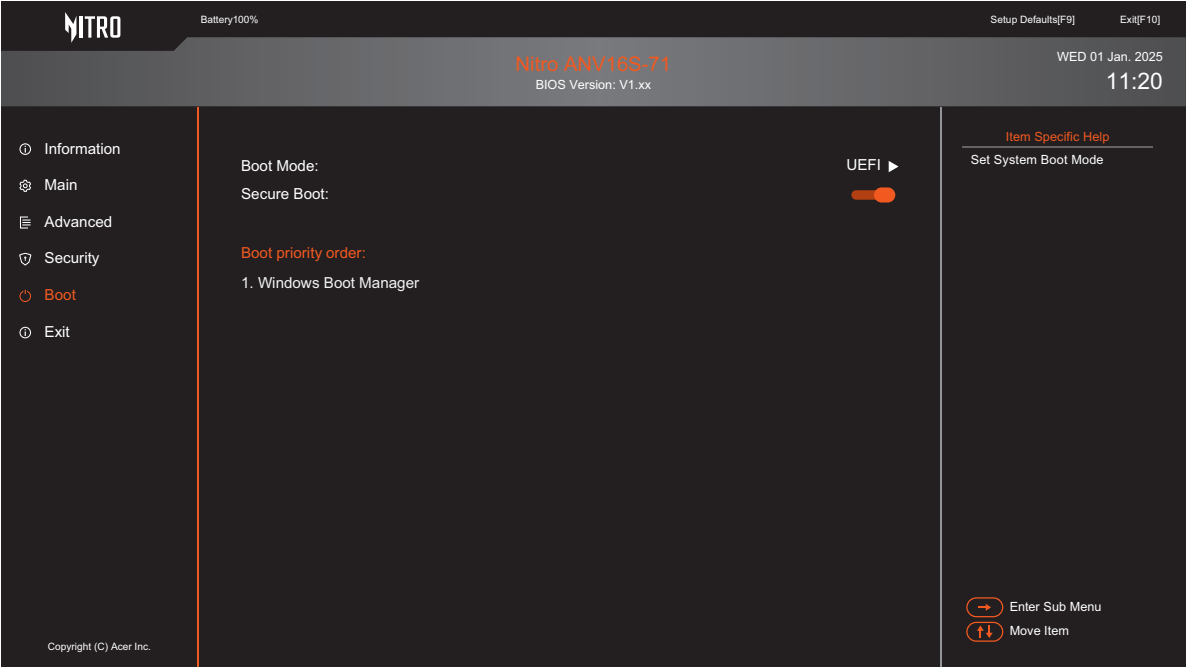 NITRO
Battery100%
Setup Defaults[F9]
Exit[F10]
Nitro ANV16S-71
BIOS Version: V1.xx
WED 01 Jan. 2025
11:20
Information
Main
Advanced
Security
Boot
Exit
Boot Mode:
UEFI
Secure Boot:
Boot priority order:
1. Windows Boot Manager
Item Specific Help
Set System Boot Mode
Enter Sub Menu
Move Item
Copyright (C) Acer Inc.